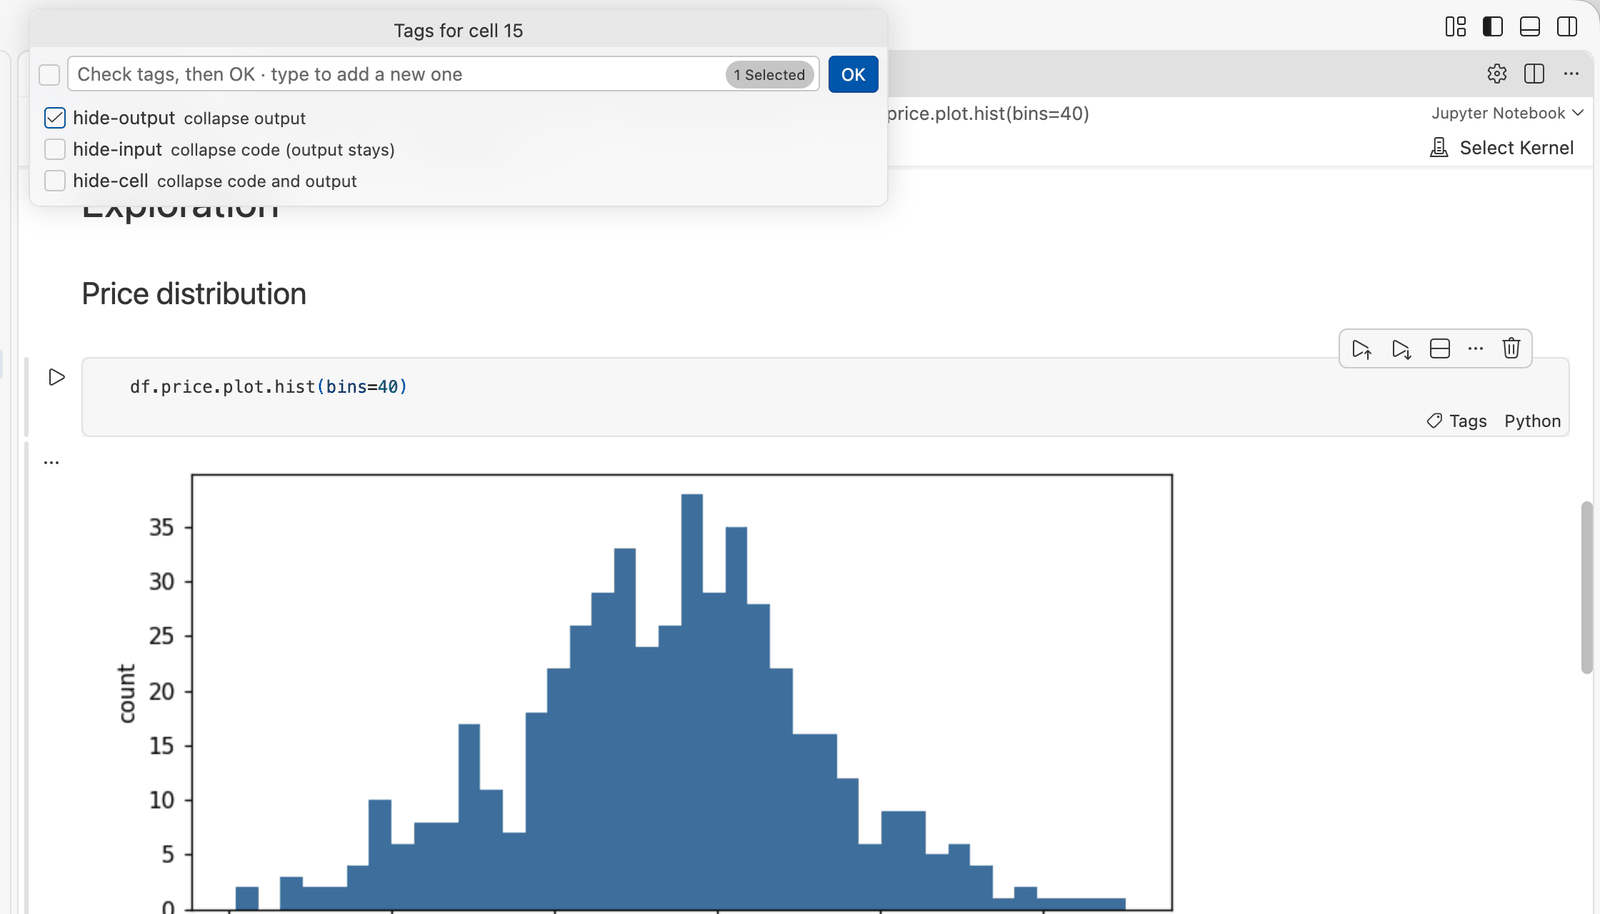 Tags for cell 15
Check tags, then OK · type to add a new one
1 Selected
OK
hide-output collapse output
hide-input collapse code (output stays)
hide-cell collapse code and output
price.plot.hist(bins=40)
Jupyter Notebook
Select Kernel
Exploration
Price distribution
df.price.plot.hist(bins=40)
Tags Python
count
35
30
25
20
15
10
5
0